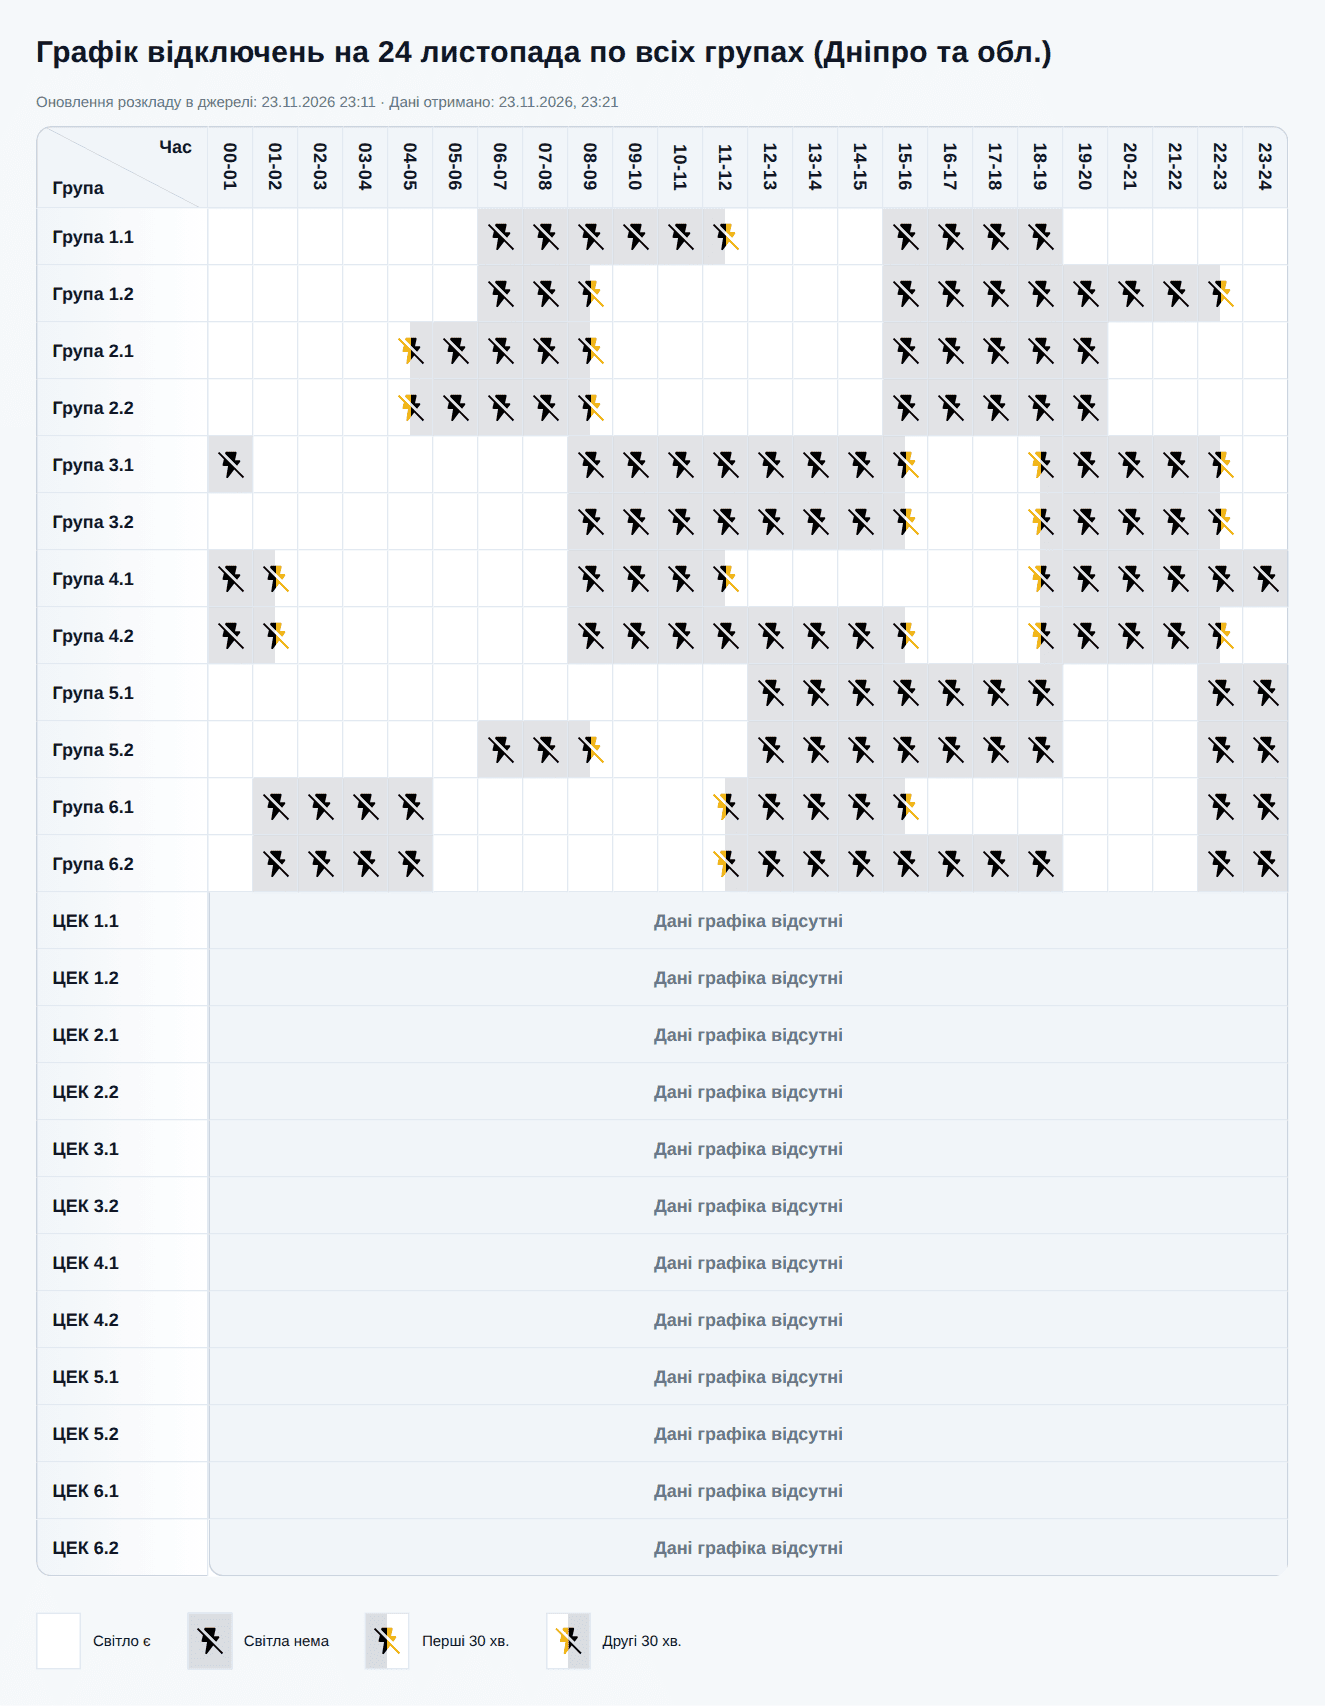 Графік відключень на 24 листопада по всіх групах (Дніпро та обл.)
Оновлення розкладу в джерелі: 23.11.2026 23:11 · Дані отримано: 23.11.2026, 23:21
Час
Група
00-01 01-02 02-03 03-04 04-05 05-06 06-07 07-08 08-09 09-10 10-11 11-12 12-13 13-14 14-15 15-16 16-17 17-18 18-19 19-20 20-21 21-22 22-23 23-24
Група 1.1
Група 1.2
Група 2.1
Група 2.2
Група 3.1
Група 3.2
Група 4.1
Група 4.2
Група 5.1
Група 5.2
Група 6.1
Група 6.2
ЦЕК 1.1 Дані графіка відсутні
ЦЕК 1.2 Дані графіка відсутні
ЦЕК 2.1 Дані графіка відсутні
ЦЕК 2.2 Дані графіка відсутні
ЦЕК 3.1 Дані графіка відсутні
ЦЕК 3.2 Дані графіка відсутні
ЦЕК 4.1 Дані графіка відсутні
ЦЕК 4.2 Дані графіка відсутні
ЦЕК 5.1 Дані графіка відсутні
ЦЕК 5.2 Дані графіка відсутні
ЦЕК 6.1 Дані графіка відсутні
ЦЕК 6.2 Дані графіка відсутні
Світло є Світла нема Перші 30 хв. Другі 30 хв.